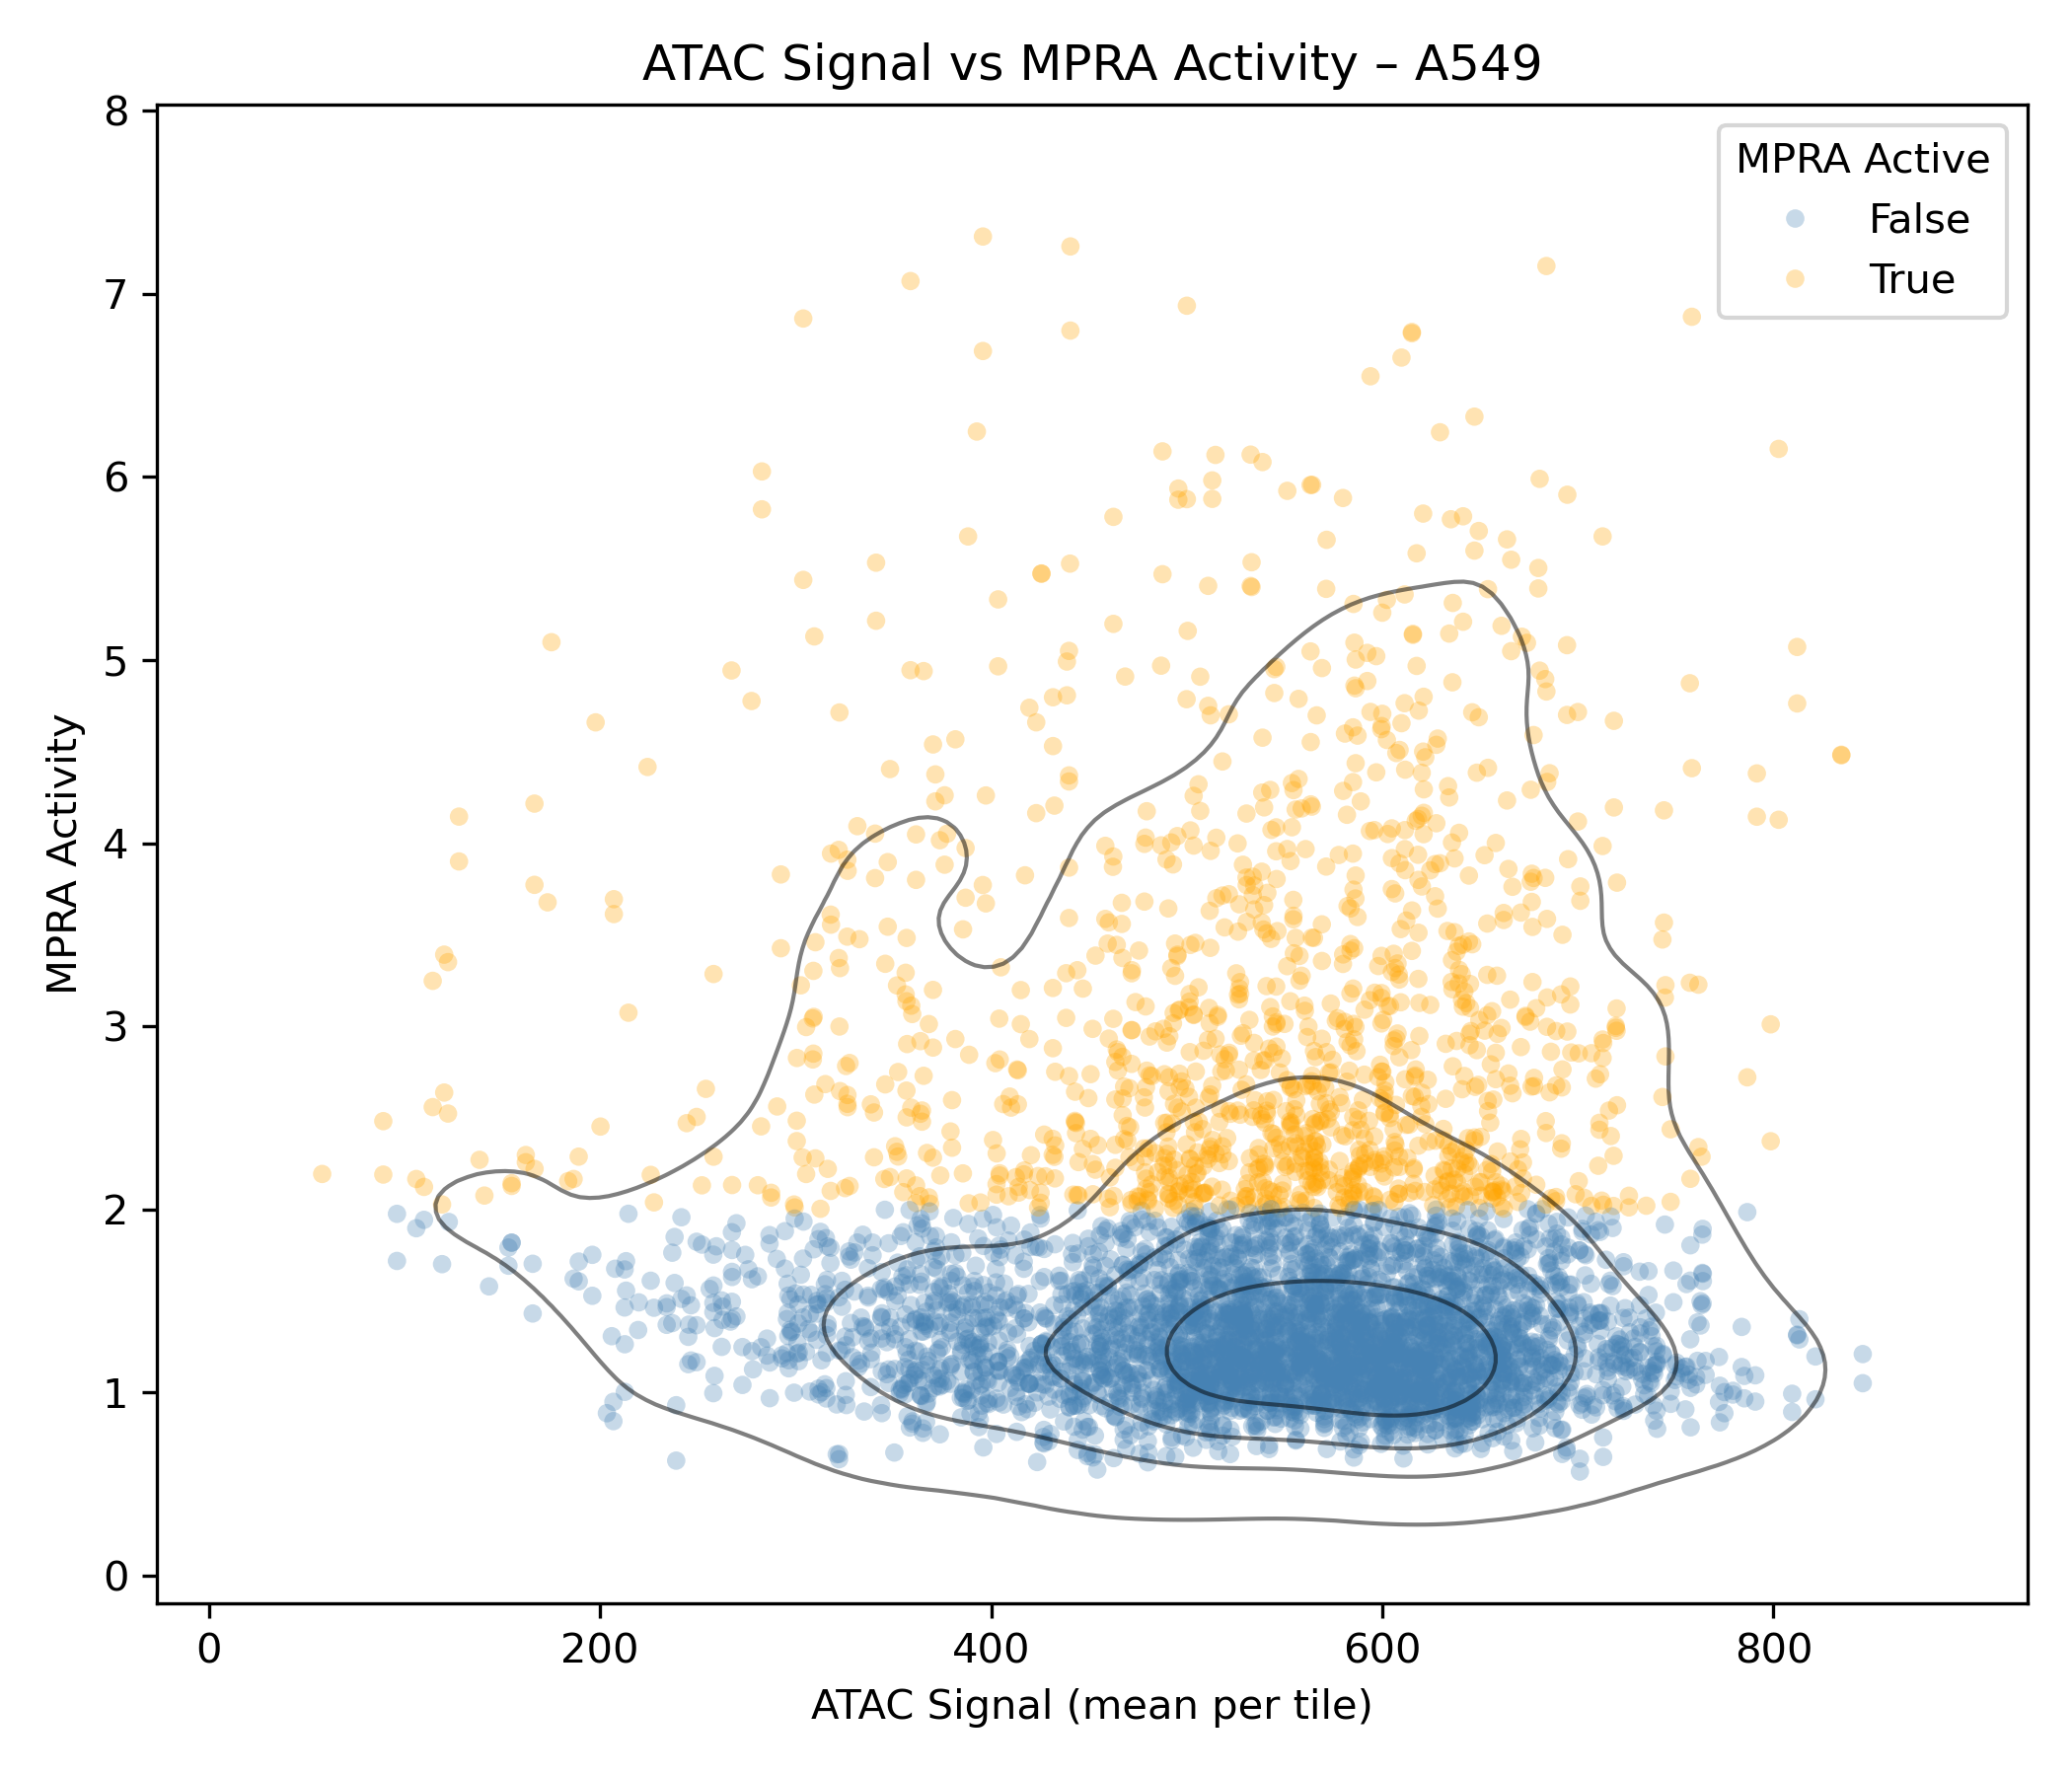 ATAC Signal vs MPRA Activity – A549
MPRA Active
False
True
MPRA Activity
8
7
6
5
4
3
2
1
0
0 200 400 600 800
ATAC Signal (mean per tile)